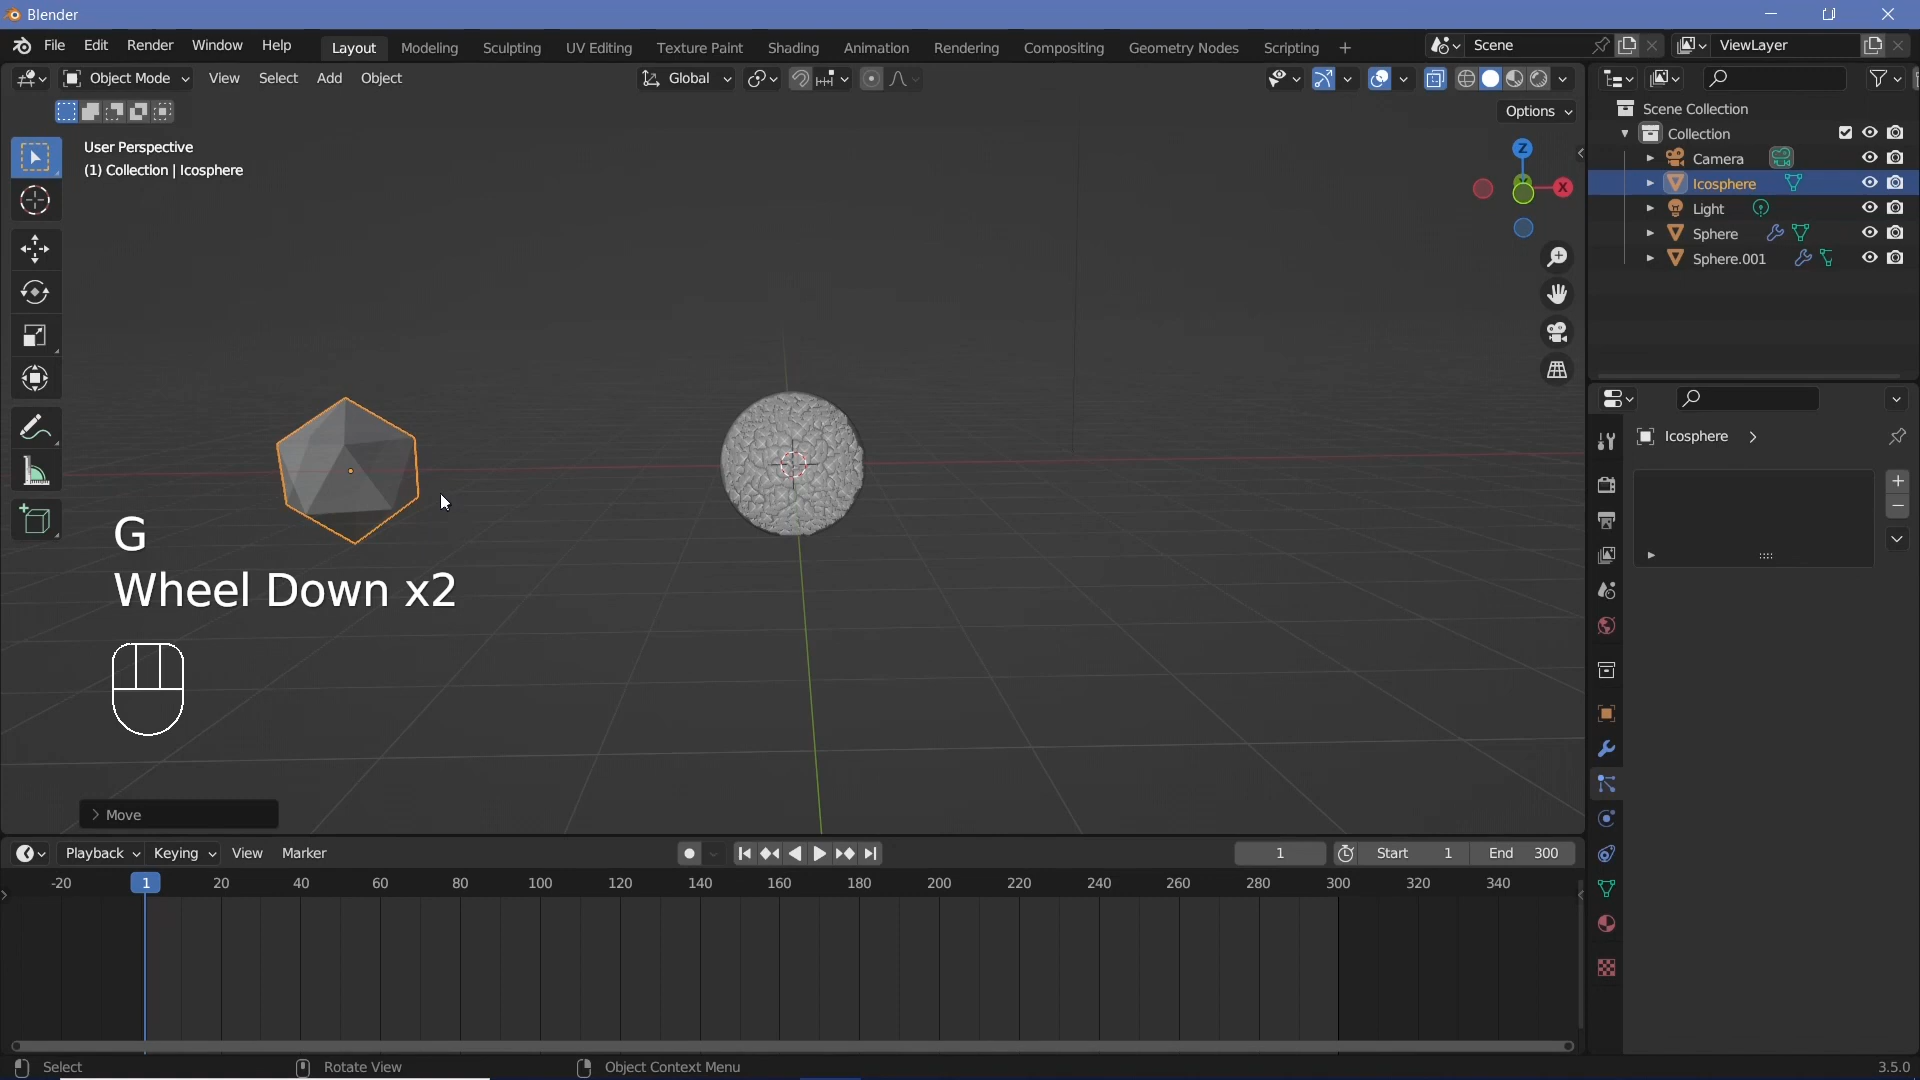 Blender
File Edit Render Window Help
Layout Modeling Sculpting UV Editing Texture Paint Shading Animation Rendering Compositing Geometry Nodes Scripting +
Scene
ViewLayer
Object Mode View Select Add Object
Global
Options
User Perspective
(1) Collection | Icosphere
Z
X
Scene Collection
Collection
Camera
Icosphere
Light
Sphere
Sphere.001
Icosphere
G
Wheel Down x2
Move
Playback Keying View Marker
1
Start 1
End 300
-20 1 20 40 60 80 100 120 140 160 180 200 220 240 260 280 300 320 340
Select
Rotate View
Object Context Menu
3.5.0